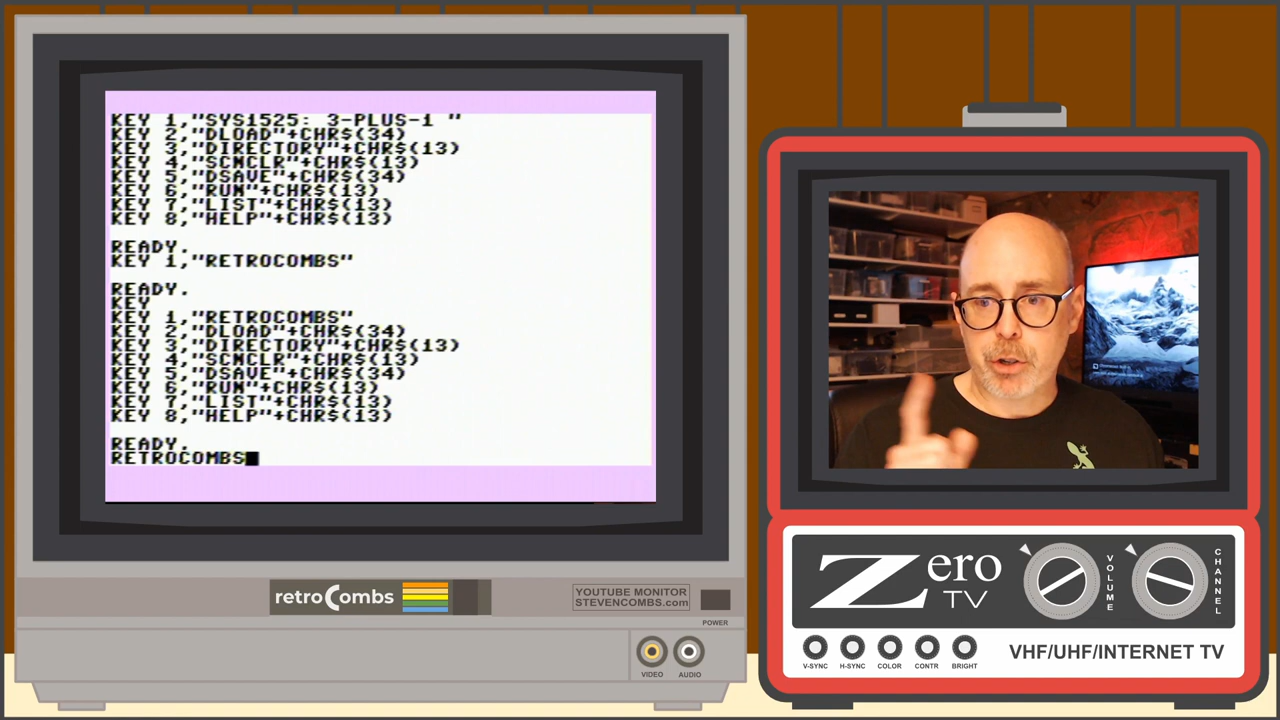 KEY 1,"SYS1525: 3-PLUS-1 "
KEY 2,"DLOAD"+CHR$(34)
KEY 3,"DIRECTORY"+CHR$(13)
KEY 4,"SCNCLR"+CHR$(13)
KEY 5,"DSAVE"+CHR$(34)
KEY 6,"RUN"+CHR$(13)
KEY 7,"LIST"+CHR$(13)
KEY 8,"HELP"+CHR$(13)
READY.
KEY 1,"RETROCOMBS"
READY.
KEY
KEY 1,"RETROCOMBS"
KEY 2,"DLOAD"+CHR$(34)
KEY 3,"DIRECTORY"+CHR$(13)
KEY 4,"SCNCLR"+CHR$(13)
KEY 5,"DSAVE"+CHR$(34)
KEY 6,"RUN"+CHR$(13)
KEY 7,"LIST"+CHR$(13)
KEY 8,"HELP"+CHR$(13)
READY.
RETROCOMBS
retroCombs
YOUTUBE MONITOR
STEVENCOMBS.com
POWER
VIDEO AUDIO
Zero
TV
VOLUME
CHANNEL
V-SYNC H-SYNC COLOR CONTR BRIGHT
VHF/UHF/INTERNET TV